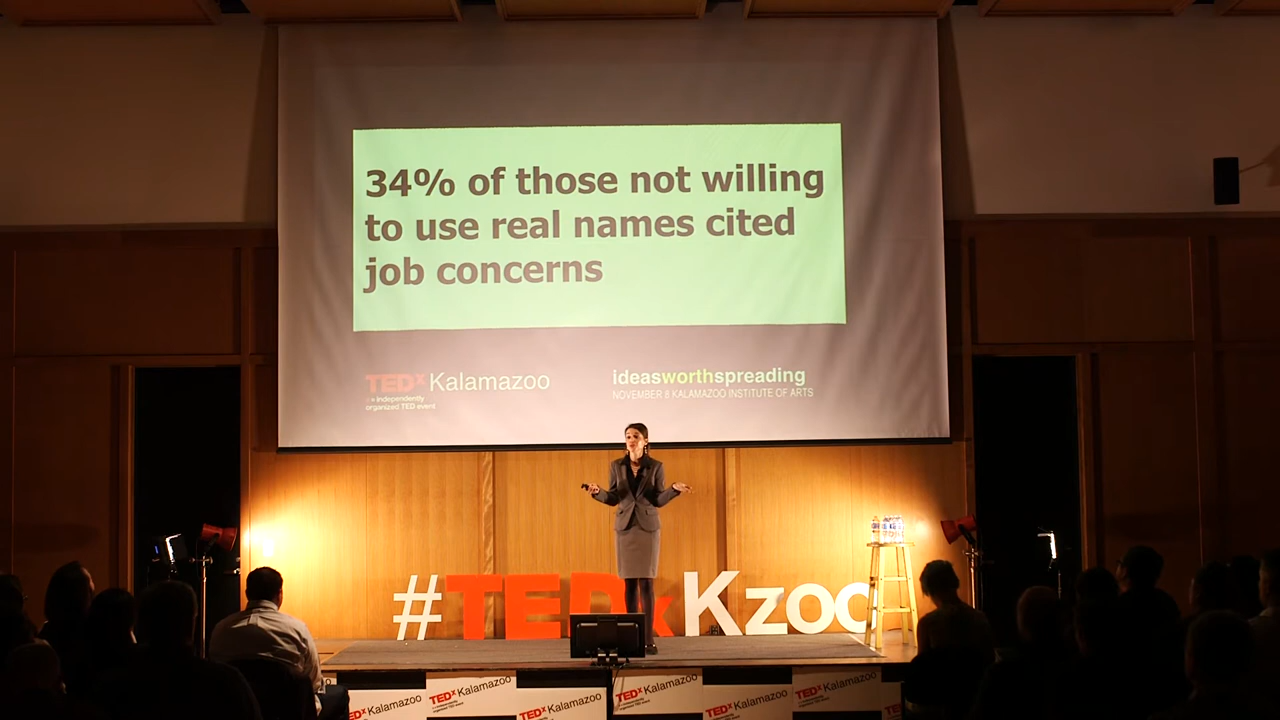 34% of those not willing
to use real names cited
job concerns
TEDx Kalamazoo
independently
organized TED event
ideasworthspreading
NOVEMBER 8 KALAMAZOO INSTITUTE OF ARTS
#TEDxKzoo
TEDx Kalamazoo
TEDx Kalamazoo
TEDx Kalamazoo
TEDx Kalamazoo
TEDx Kalamazoo
TEDx Kalamazoo